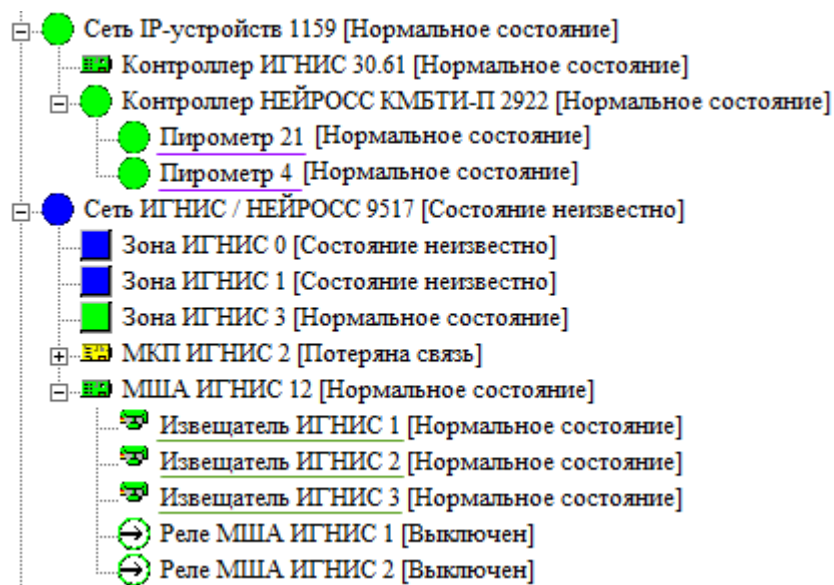 Сеть IP-устройств 1159 [Нормальное состояние]
Контроллер ИГНИС 30.61 [Нормальное состояние]
Контроллер НЕЙРОСС КМБТИ-П 2922 [Нормальное состояние]
Пирометр 21 [Нормальное состояние]
Пирометр 4 [Нормальное состояние]
Сеть ИГНИС / НЕЙРОСС 9517 [Состояние неизвестно]
Зона ИГНИС 0 [Состояние неизвестно]
Зона ИГНИС 1 [Состояние неизвестно]
Зона ИГНИС 3 [Нормальное состояние]
МКП ИГНИС 2 [Потеряна связь]
МША ИГНИС 12 [Нормальное состояние]
Извещатель ИГНИС 1 [Нормальное состояние]
Извещатель ИГНИС 2 [Нормальное состояние]
Извещатель ИГНИС 3 [Нормальное состояние]
Реле МША ИГНИС 1 [Выключен]
Реле МША ИГНИС 2 [Выключен]